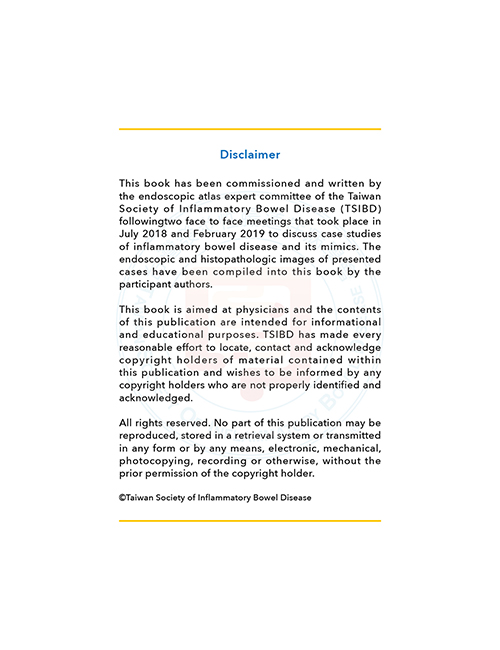 Disclaimer
This book has been commissioned and written by
the endoscopic atlas expert committee of the Taiwan
Society of Inflammatory Bowel Disease (TSIBD)
followingtwo face to face meetings that took place in
July 2018 and February 2019 to discuss case studies
of inflammatory bowel disease and its mimics. The
endoscopic and histopathologic images of presented
cases have been compiled into this book by the
participant authors.
This book is aimed at physicians and the contents
of this publication are intended for informational
and educational purposes. TSIBD has made every
reasonable effort to locate, contact and acknowledge
copyright holders of material contained within
this publication and wishes to be informed by any
copyright holders who are not properly identified and
acknowledged.
All rights reserved. No part of this publication may be
reproduced, stored in a retrieval system or transmitted
in any form or by any means, electronic, mechanical,
photocopying, recording or otherwise, without the
prior permission of the copyright holder.
©Taiwan Society of Inflammatory Bowel Disease